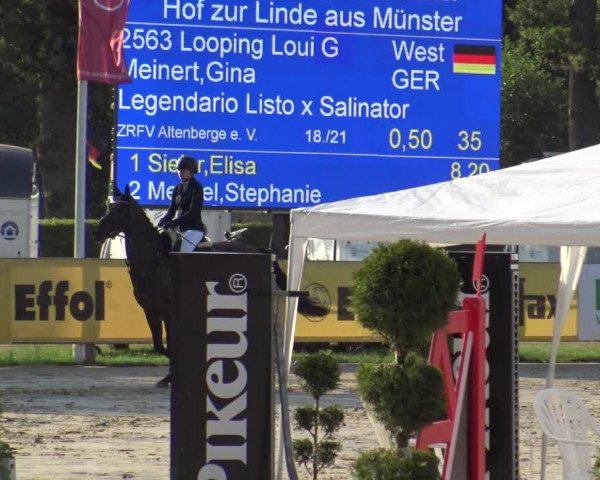 Hof zur Linde aus Münster
2563 Looping Loui G West
Meinert,Gina GER
Legendario Listo x Salinator
ZRFV Altenberge e. V. 18./21 0,50 35
1 Elisa 8,20
2 Stephanie
Effol
PIKEUR